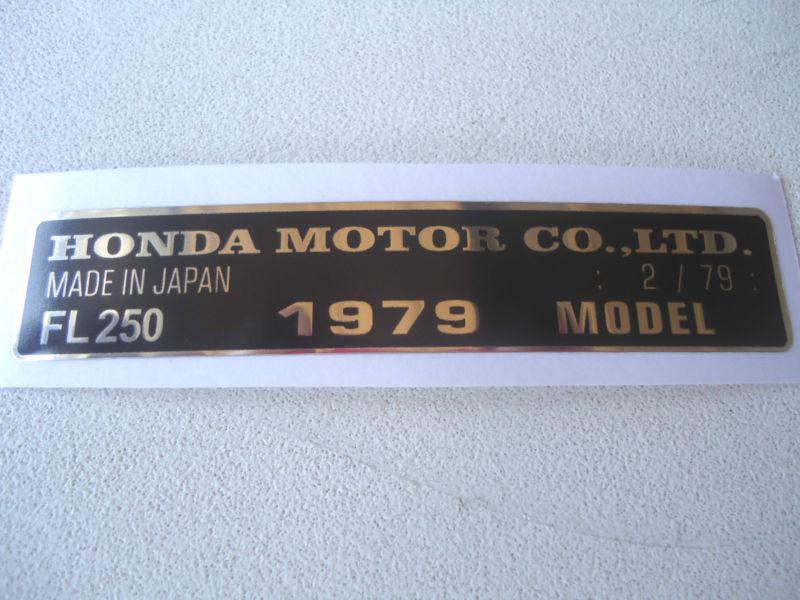 HONDA MOTOR CO.,LTD.
MADE IN JAPAN : 2 / 79 :
FL 250 1979 MODEL